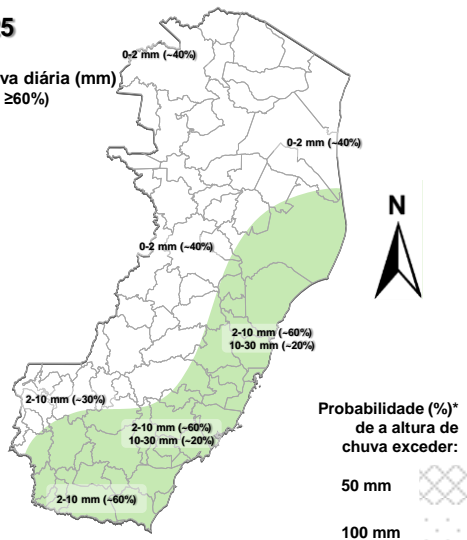 25
va diária (mm)
≥60%)
0-2 mm (~40%)
0-2 mm (~40%)
0-2 mm (~40%)
N
2-10 mm (~60%)
10-30 mm (~20%)
2-10 mm (~30%)
2-10 mm (~60%)
10-30 mm (~20%)
2-10 mm (~60%)
Probabilidade (%)*
de a altura de
chuva exceder:
50 mm
100 mm